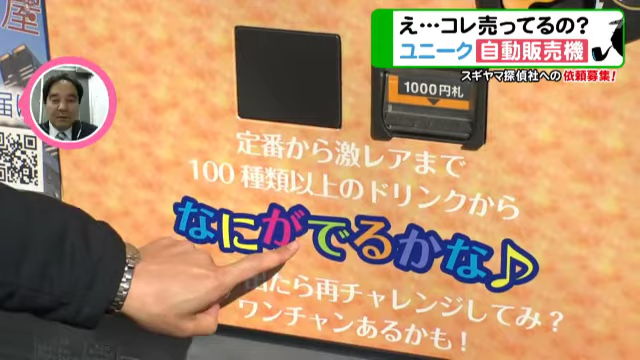 え…コレ売ってるの?
ユニーク 自動販売機
スギヤマ探偵社への依頼募集!
屋
1000円札
定番から激レアまで
100種類以上のドリンクから
なにがでるかな♪
たら再チャレンジしてみ?
ワンチャンあるかも!